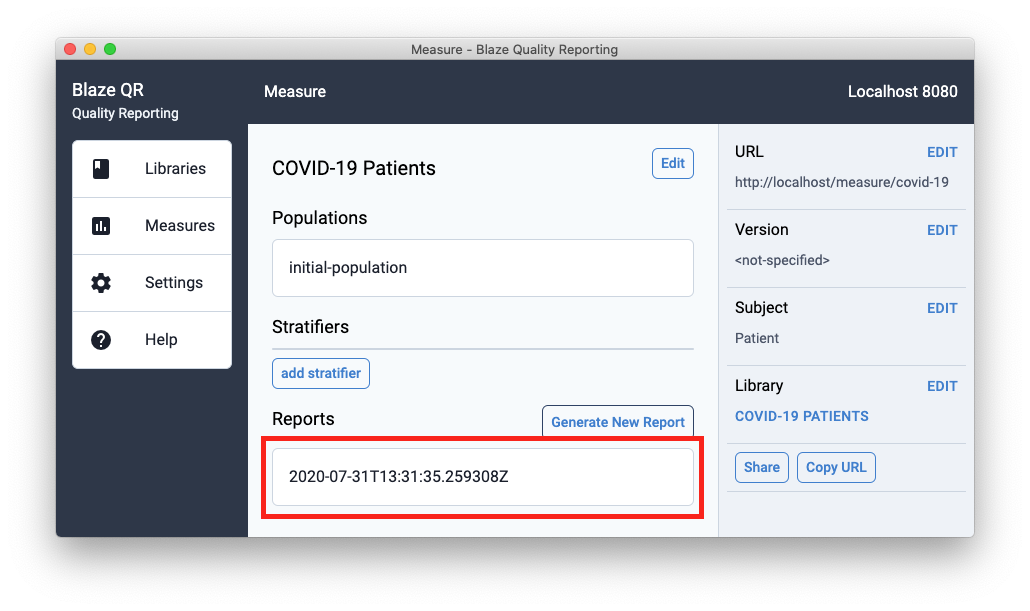 Measure - Blaze Quality Reporting
Blaze QR
Quality Reporting
Measure
Localhost 8080
Libraries
Measures
Settings
Help
COVID-19 Patients
Edit
Populations
initial-population
Stratifiers
add stratifier
Reports
Generate New Report
2020-07-31T13:31:35.259308Z
URL
EDIT
http://localhost/measure/covid-19
Version
EDIT
<not-specified>
Subject
EDIT
Patient
Library
EDIT
COVID-19 PATIENTS
Share
Copy URL